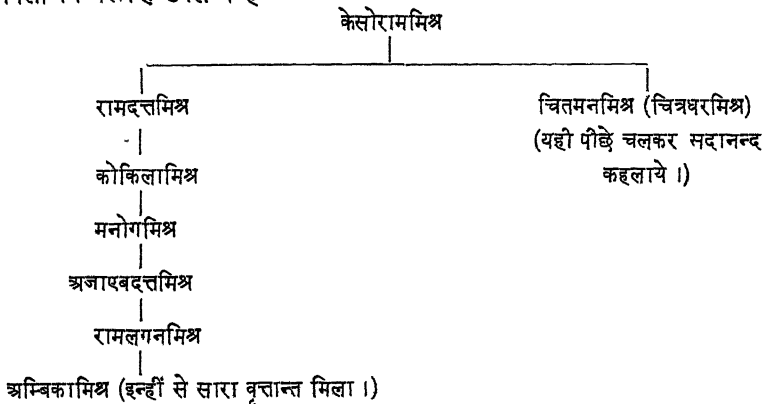 केसोराममिश्र
रामदत्तमिश्र चितमनमिश्र (चित्रधरमिश्र)
(यही पीछे चलकर सदानन्द
कोकिलामिश्र कहलाये ।)
मनोगमिश्र
अजाएबदत्तमिश्र
रामलगनमिश्र
अम्बिकामिश्र (इन्हीं से सारा वृत्तान्त मिला ।)